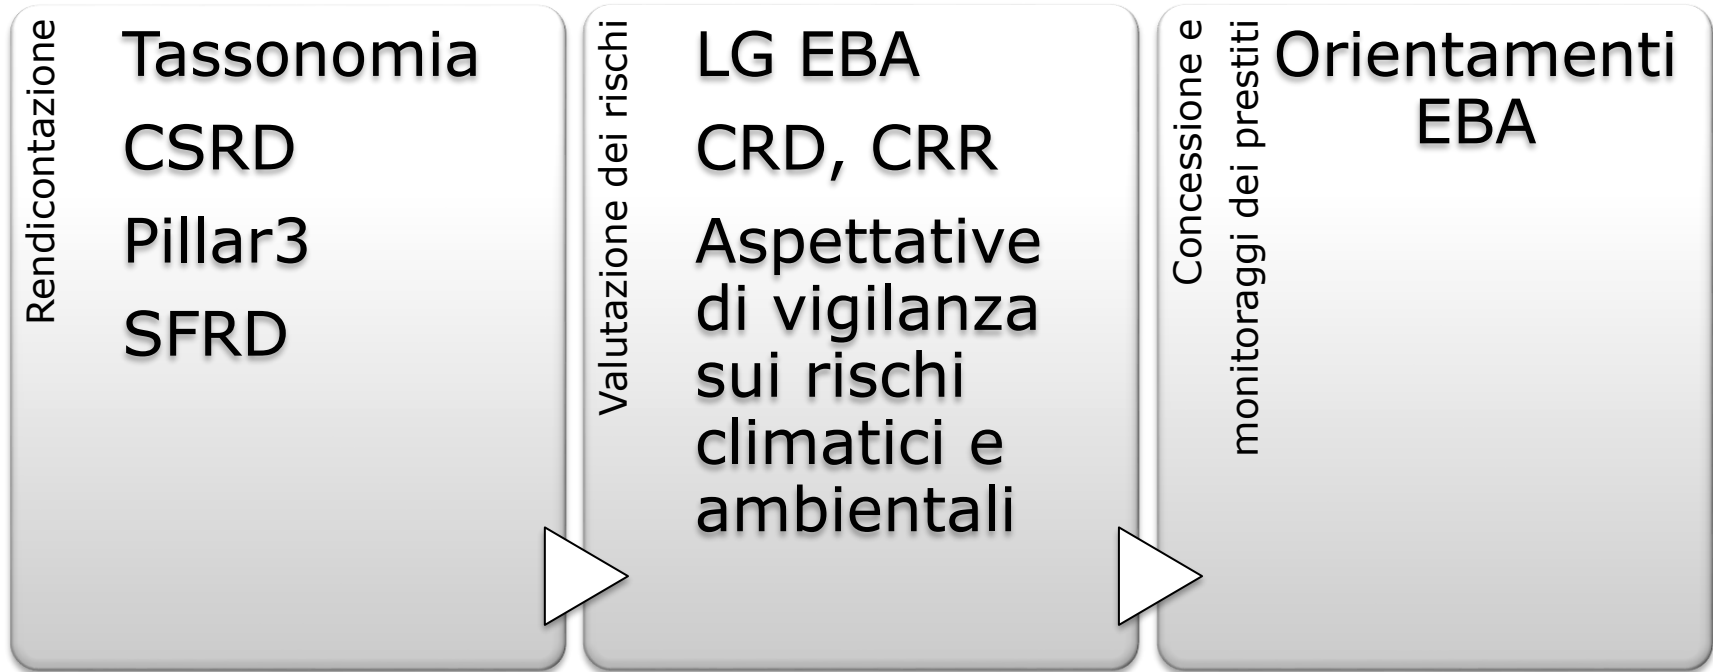 Rendicontazione
Tassonomia
CSRD
Pillar3
SFRD
Valutazione dei rischi
LG EBA
CRD, CRR
Aspettative
di vigilanza
sui rischi
climatici e
ambientali
Concessione e
monitoraggi dei prestiti
Orientamenti
EBA